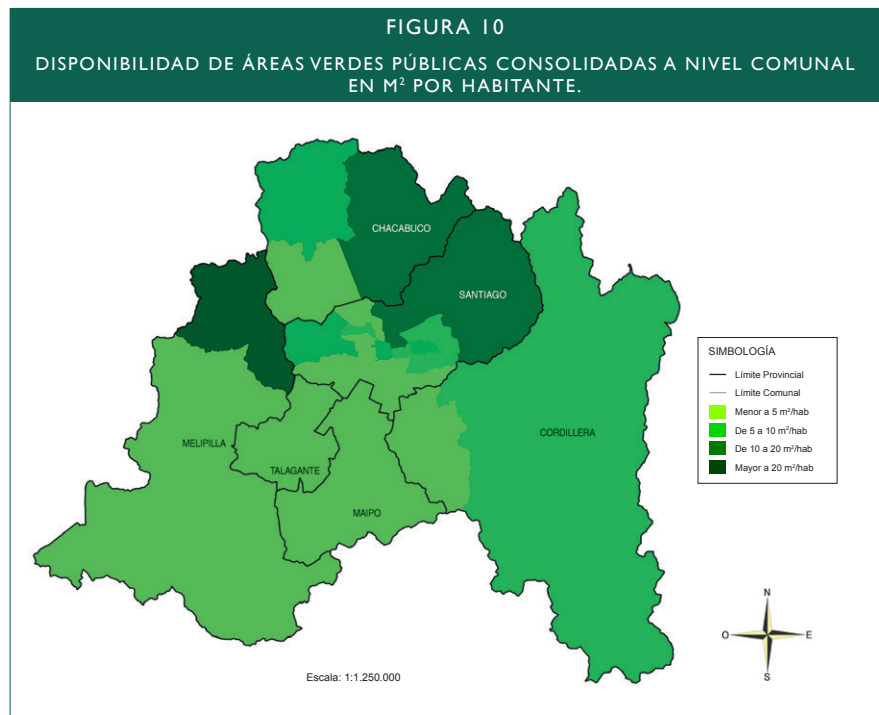 FIGURA 10
DISPONIBILIDAD DE ÁREAS VERDES PÚBLICAS CONSOLIDADAS A NIVEL COMUNAL
EN M² POR HABITANTE.
CHACABUCO
SANTIAGO
CORDILLERA
MELIPILLA
TALAGANTE
MAIPO
SIMBOLOGÍA
Límite Provincial
Límite Comunal
Menor a 5 m²/hab
De 5 a 10 m²/hab
De 10 a 20 m²/hab
Mayor a 20 m²/hab
N
O
E
S
Escala: 1:1.250.000